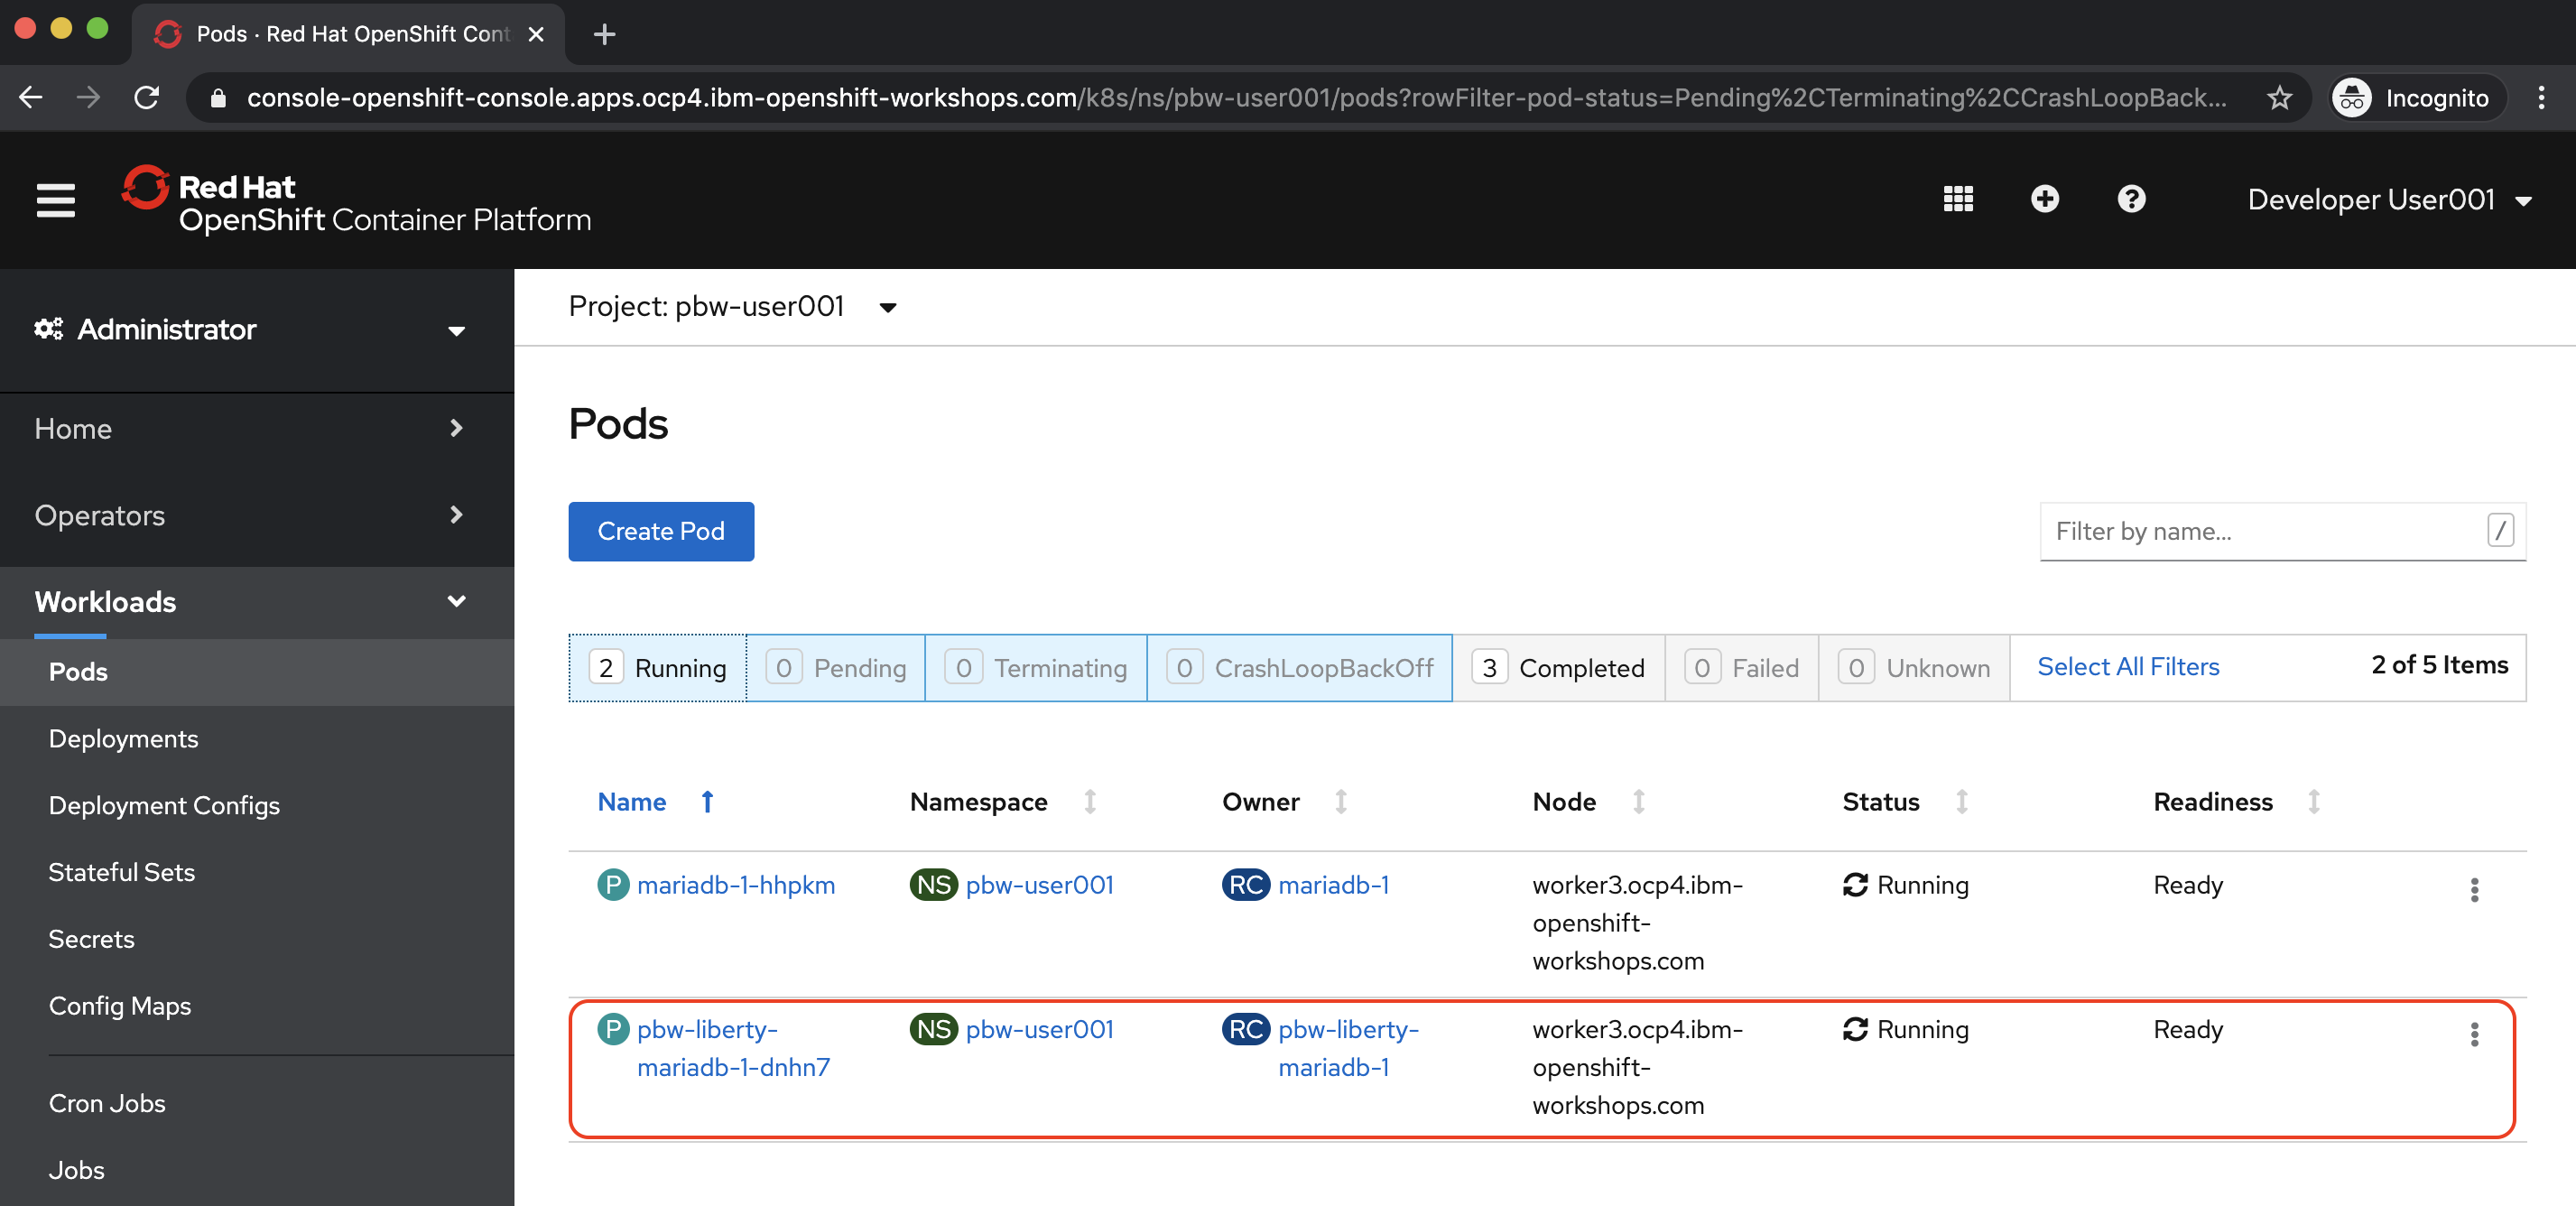 Pods · Red Hat OpenShift Cont
console-openshift-console.apps.ocp4.ibm-openshift-workshops.com/k8s/ns/pbw-user001/pods?rowFilter-pod-status=Pending%2CTerminating%2CCrashLoopBack...
Incognito
Red Hat
OpenShift Container Platform
Developer User001
Administrator
Home
Operators
Workloads
Pods
Deployments
Deployment Configs
Stateful Sets
Secrets
Config Maps
Cron Jobs
Jobs
Project: pbw-user001
Pods
Create Pod
Filter by name... /
2 Running 0 Pending 0 Terminating 0 CrashLoopBackOff 3 Completed 0 Failed 0 Unknown Select All Filters 2 of 5 Items
Name Namespace Owner Node Status Readiness
P mariadb-1-hhpkm NS pbw-user001 RC mariadb-1 worker3.ocp4.ibm- Running Ready
openshift-
workshops.com
P pbw-liberty- NS pbw-user001 RC pbw-liberty- worker3.ocp4.ibm- Running Ready
mariadb-1-dnhn7 mariadb-1 openshift-
workshops.com